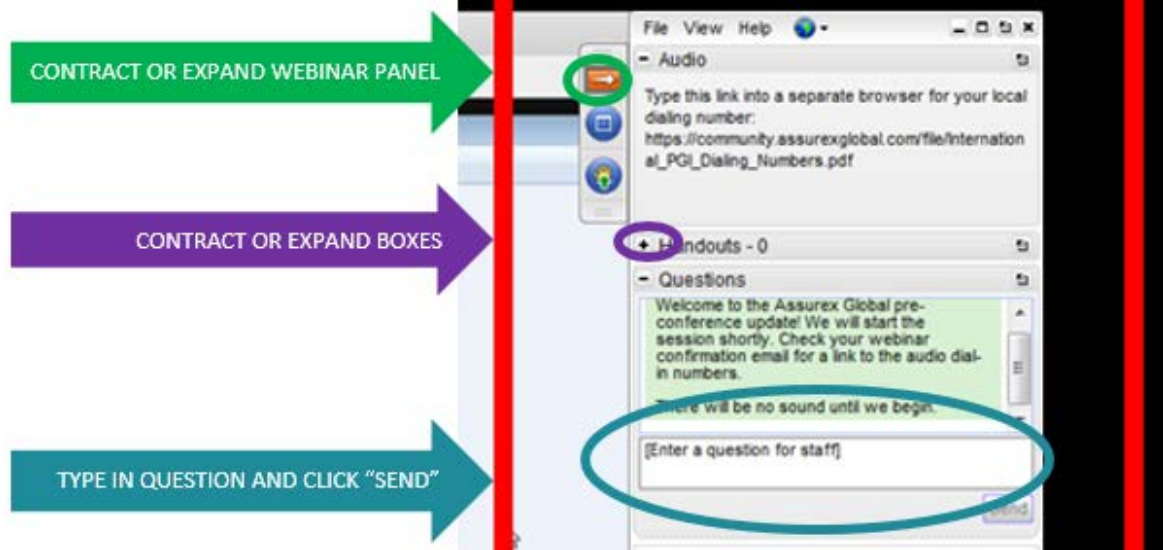 CONTRACT OR EXPAND WEBINAR PANEL
CONTRACT OR EXPAND BOXES
TYPE IN QUESTION AND CLICK “SEND”
File View Help
Audio
Type this link into a separate browser for your local
dialing number:
https://community.assurexglobal.com/file/Internation
al_PGI_Dialing_Numbers.pdf
Handouts - 0
Questions
Welcome to the Assurex Global pre-
conference update! We will start the
session shortly. Check your webinar
confirmation email for a link to the audio dial-
in numbers.
There will be no sound until we begin.
[Enter a question for staff]
Send